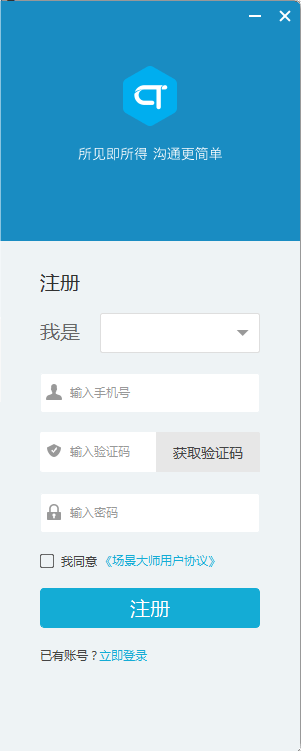 所见即所得 沟通更简单
注册
我是
输入手机号
输入验证码 获取验证码
输入密码
我同意《场景大师用户协议》
注册
已有账号？立即登录